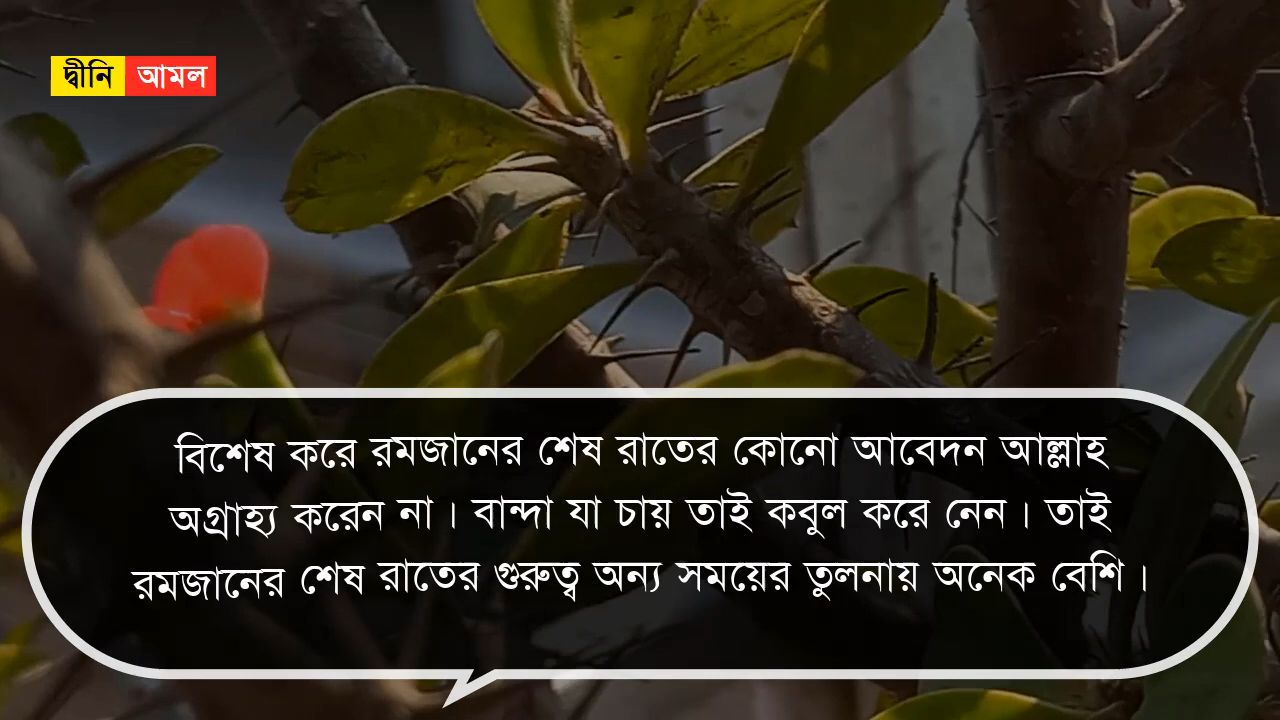 দ্বীনি আমল
বিশেষ করে রমজানের শেষ রাতের কোনো আবেদন আল্লাহ
অগ্রাহ্য করেন না। বান্দা যা চায় তাই কবুল করে নেন। তাই
রমজানের শেষ রাতের গুরুত্ব অন্য সময়ের তুলনায় অনেক বেশি।